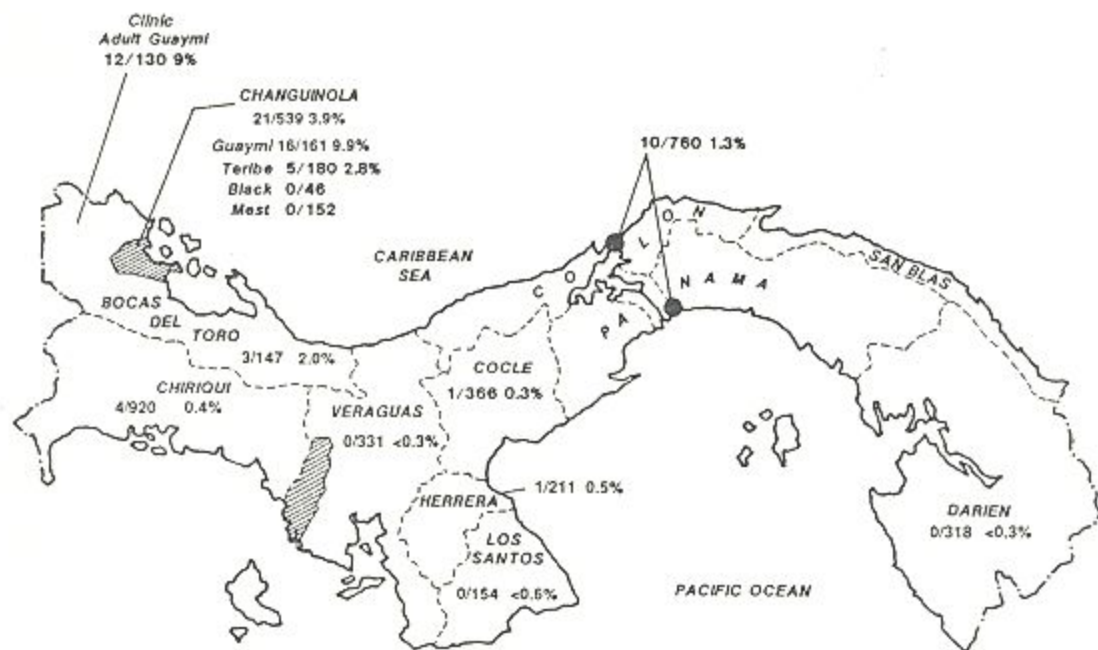 Clinic
Adult Guaymi
12/130 9%
CHANGUINOLA
21/539 3.9%
Guaymi 16/161 9.9%
Teribe 5/180 2.8%
Black 0/46
Mest 0/152
10/760 1.3%
CARIBBEAN
SEA
COLON
PANAMA
SAN BLAS
BOCAS
DEL
TORO
3/147 2.0%
CHIRIQUI
4/920 0.4%
VERAGUAS
0/331 <0.3%
COCLE
1/366 0.3%
HERRERA
1/211 0.5%
LOS
SANTOS
0/154 <0.6%
DARIEN
0/318 <0.3%
PACIFIC OCEAN